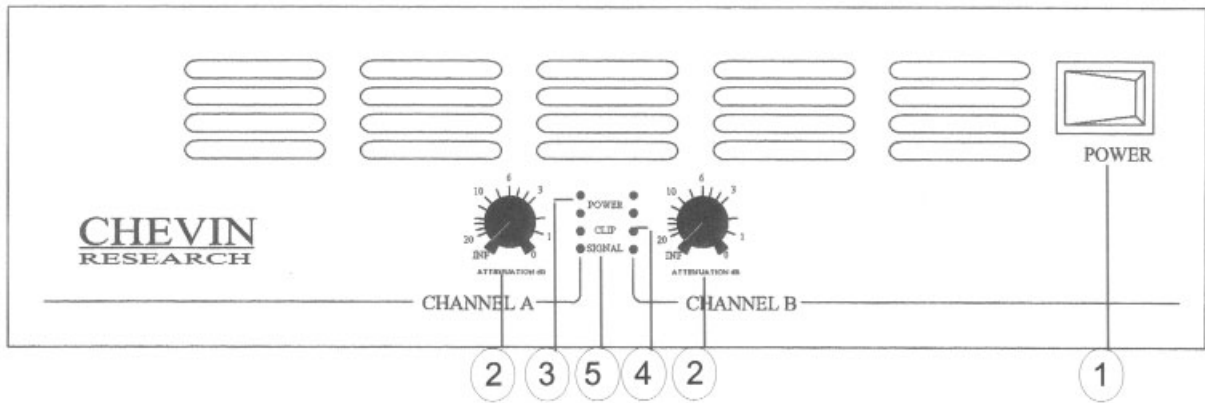 POWER
CHEVIN
RESEARCH
10 6 3
20 1
INF 0
ATTENUATION dB
POWER
CLIP
SIGNAL
10 6 3
20 1
INF 0
ATTENUATION dB
CHANNEL A
CHANNEL B
2 3 5 4 2 1